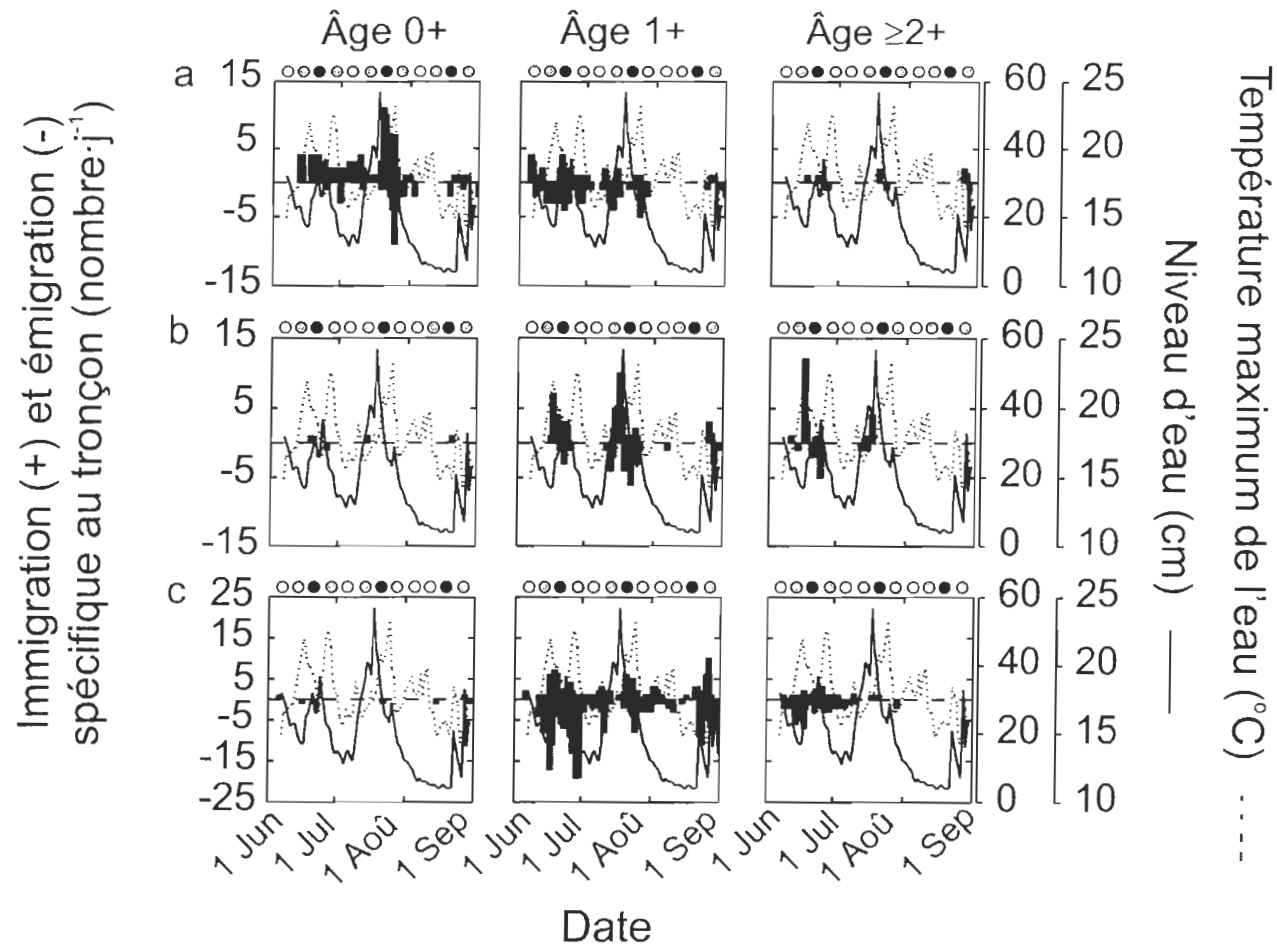 Âge 0+ Âge 1+ Âge ≥2+
Immigration (+) et émigration (-)
spécifique au tronçon (nombre·j⁻¹)
a
15
5
-5
-15
60 25
40 20
20 15
0 10
b
15
5
-5
-15
60 25
40 20
20 15
0 10
c
25
15
5
-5
-15
-25
60 25
40 20
20 15
0 10
1 Jun 1 Jul 1 Aoû 1 Sep
1 Jun 1 Jul 1 Aoû 1 Sep
1 Jun 1 Jul 1 Aoû 1 Sep
Date
Niveau d'eau (cm)
Température maximum de l'eau (°C)